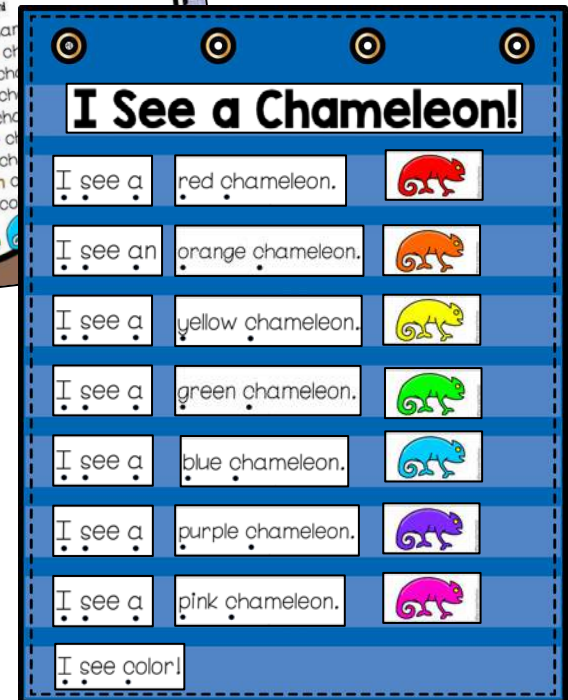 I See a Chameleon!
I see a red chameleon.
I see an orange chameleon.
I see a yellow chameleon.
I see a green chameleon.
I see a blue chameleon.
I see a purple chameleon.
I see a pink chameleon.
I see color!